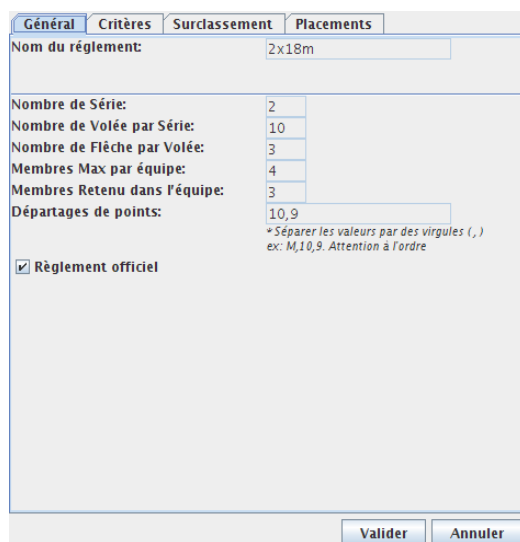 Général Critères Surclassement Placements
Nom du réglement: 2x18m
Nombre de Série: 2
Nombre de Volée par Série: 10
Nombre de Flêche par Volée: 3
Membres Max par équipe: 4
Membres Retenu dans l'équipe: 3
Départages de points: 10,9
* Séparer les valeurs par des virgules (,)
ex: M,10,9. Attention à l'ordre
Règlement officiel
Valider Annuler